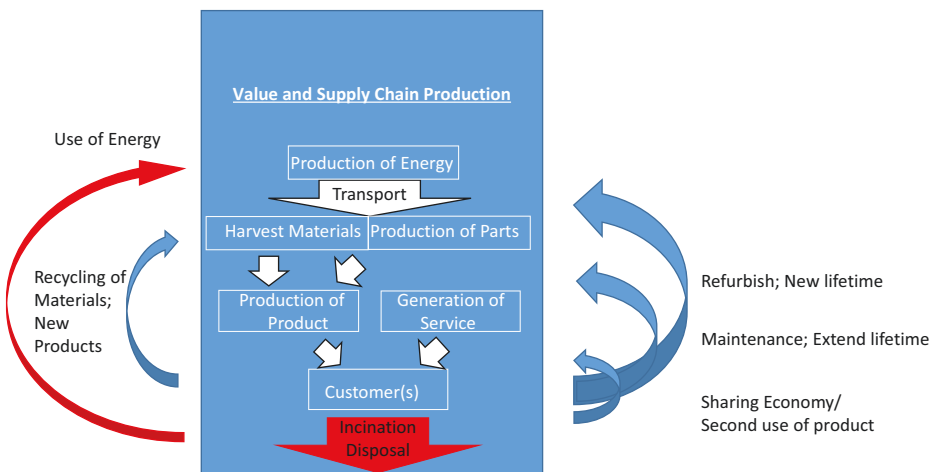 Value and Supply Chain Production
Use of Energy
Production of Energy
Transport
Harvest Materials
Production of Parts
Recycling of
Materials;
New
Products
Production of
Product
Generation of
Service
Customer(s)
Incination
Disposal
Refurbish; New lifetime
Maintenance; Extend lifetime
Sharing Economy/
Second use of product